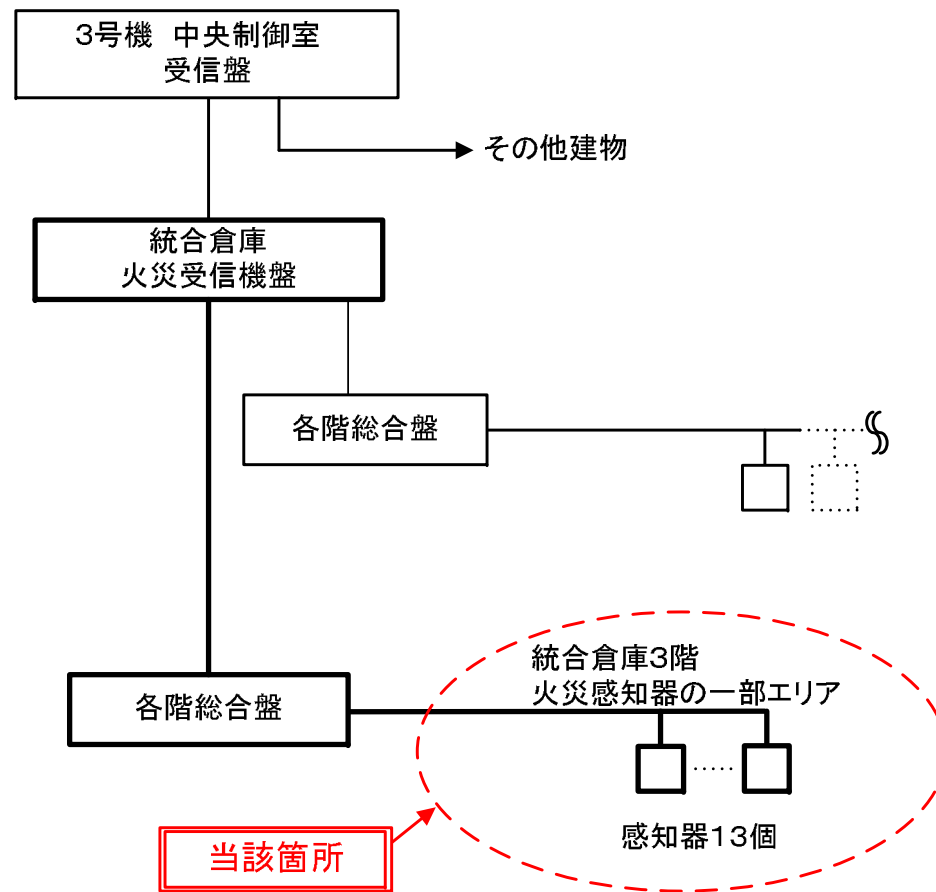 3号機 中央制御室
受信盤
その他建物
統合倉庫
火災受信機盤
各階総合盤
統合倉庫3階
火災感知器の一部エリア
各階総合盤
感知器13個
当該箇所